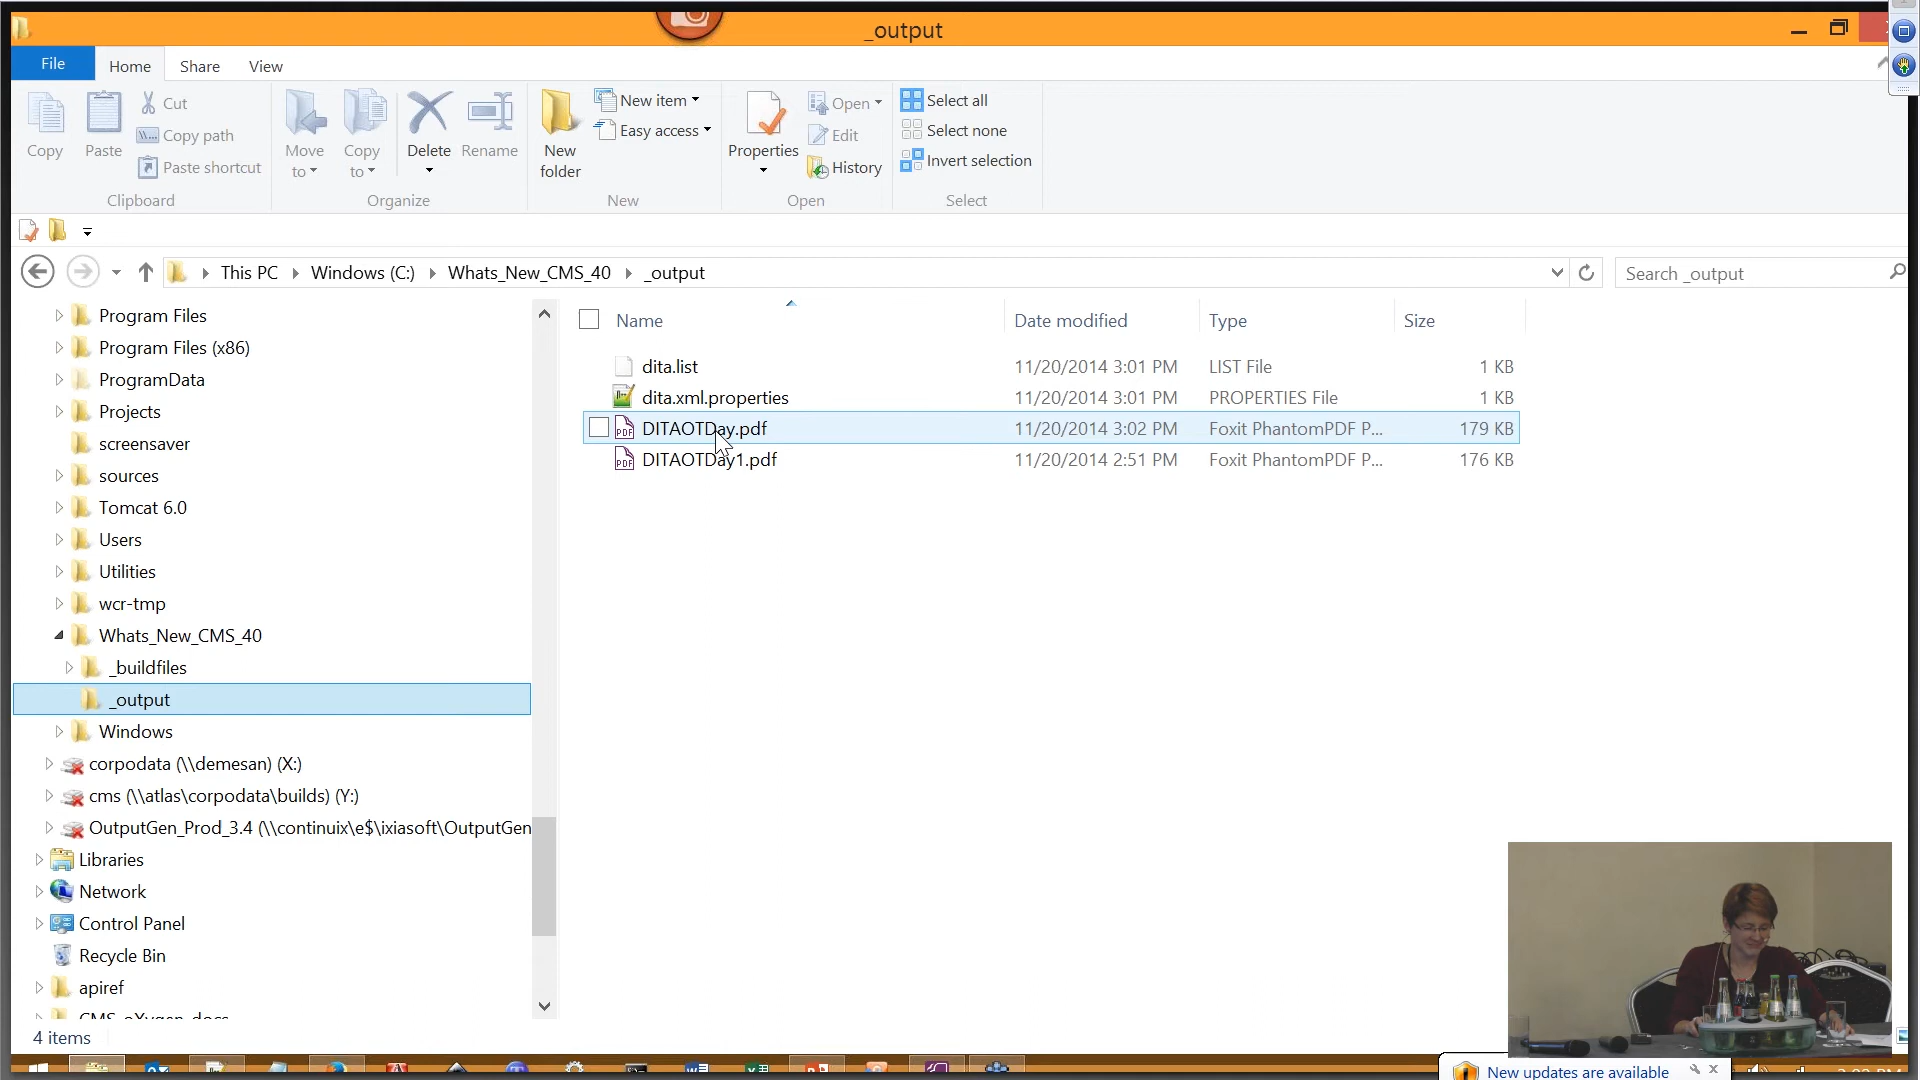 _output
File
Home
Share
View
Copy
Paste
Cut
Copy path
Paste shortcut
Clipboard
Move to
Copy to
Delete
Rename
Organize
New folder
New item
Easy access
New
Properties
Open
Edit
History
Open
Select all
Select none
Invert selection
Select
This PC
Windows (C:)
Whats_New_CMS_40
_output
Search _output
Program Files
Program Files (x86)
ProgramData
Projects
screensaver
sources
Tomcat 6.0
Users
Utilities
wcr-tmp
Whats_New_CMS_40
_buildfiles
_output
Windows
corpodata (\\demesan) (X:)
cms (\\atlas\corpodata\builds) (Y:)
OutputGen_Prod_3.4 (\\continuix\e$\ixiasoft\OutputGen
Libraries
Network
Control Panel
Recycle Bin
apiref
Name Date modified Type Size
dita.list 11/20/2014 3:01 PM LIST File 1 KB
dita.xml.properties 11/20/2014 3:01 PM PROPERTIES File 1 KB
DITAOTDay.pdf 11/20/2014 3:02 PM Foxit PhantomPDF P... 179 KB
DITAOTDay1.pdf 11/20/2014 2:51 PM Foxit PhantomPDF P... 176 KB
4 items
New updates are available